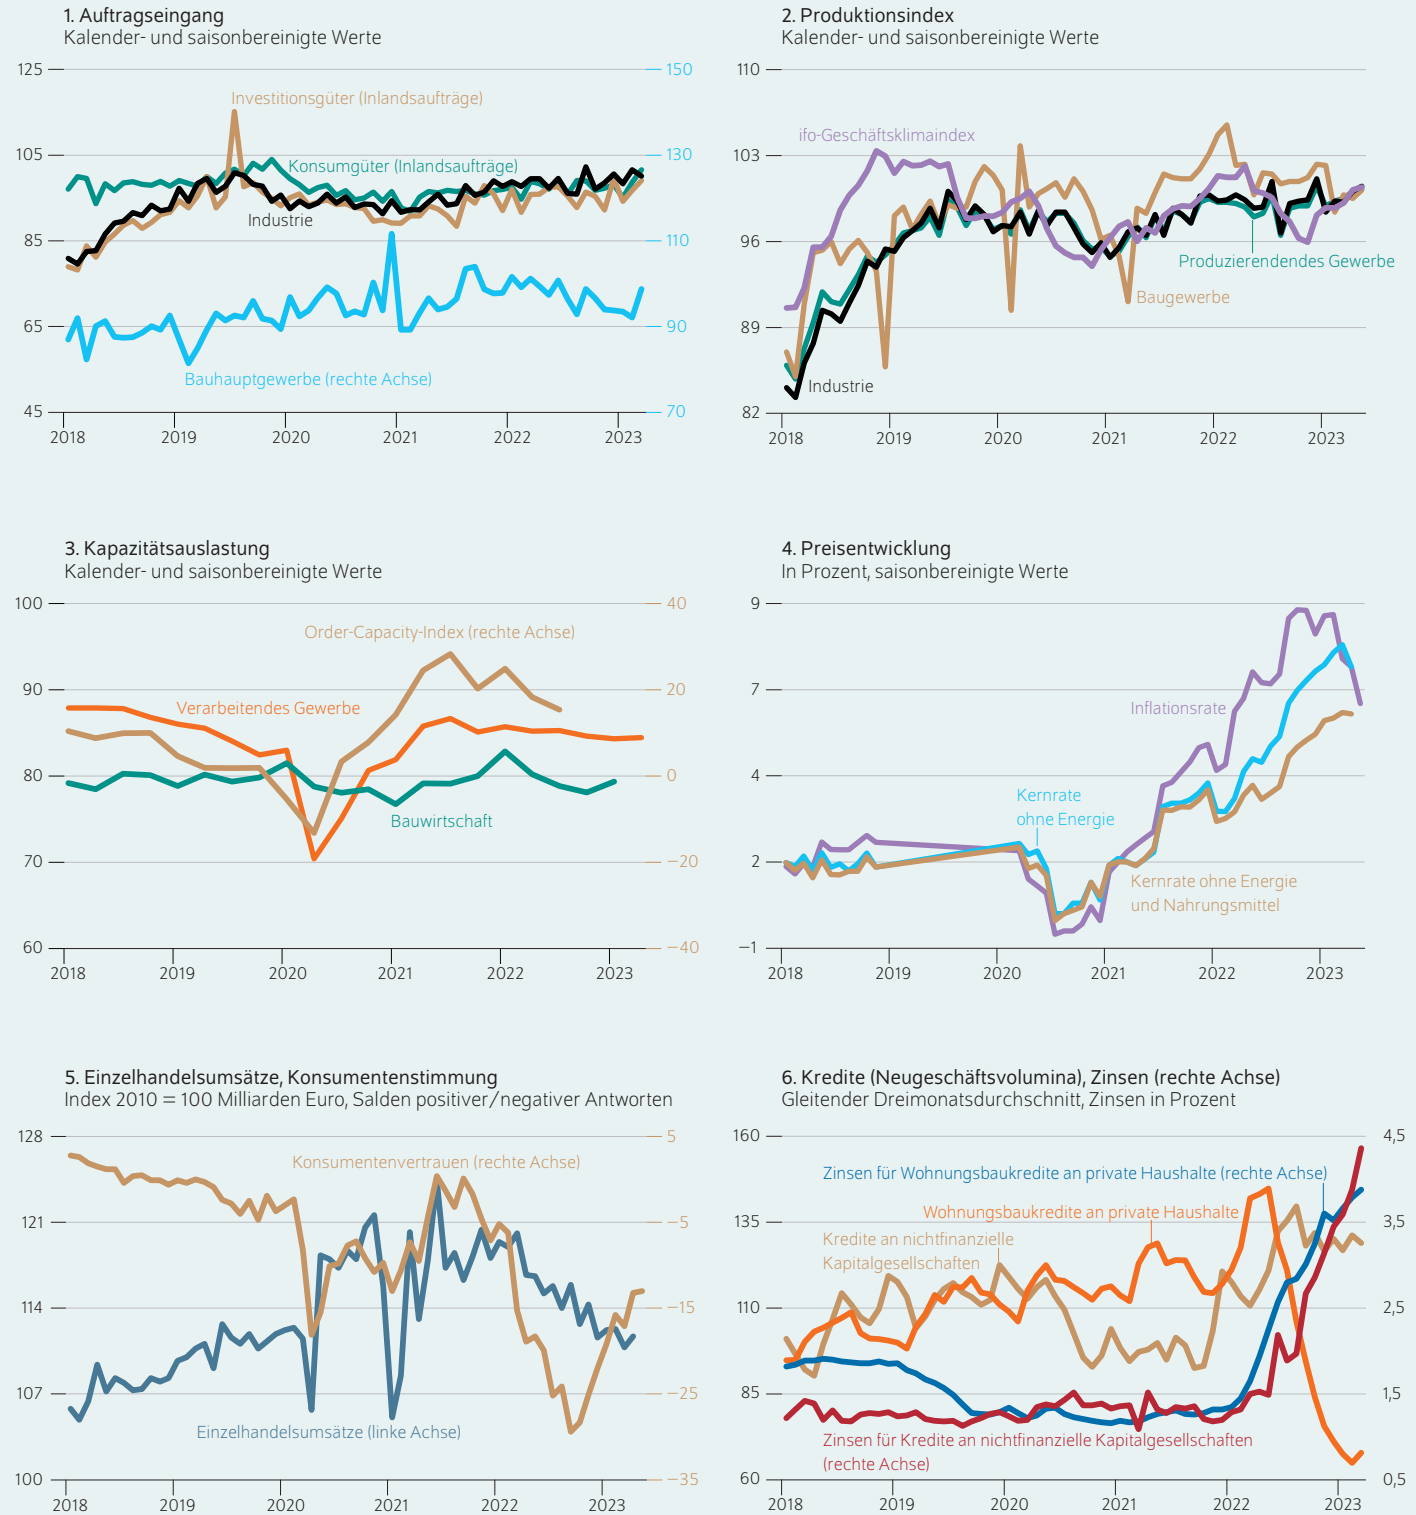 1. Auftragseingang
Kalender- und saisonbereinigte Werte
125
105
85
65
45
150
130
110
90
70
Investitionsgüter (Inlandsaufträge)
Konsumgüter (Inlandsaufträge)
Industrie
Bauhauptgewerbe (rechte Achse)
2018 2019 2020 2021 2022 2023
2. Produktionsindex
Kalender- und saisonbereinigte Werte
110
103
96
89
82
ifo-Geschäftsklimaindex
Produzierendendes Gewerbe
Baugewerbe
Industrie
2018 2019 2020 2021 2022 2023
3. Kapazitätsauslastung
Kalender- und saisonbereinigte Werte
100
90
80
70
60
40
20
0
−20
−40
Order-Capacity-Index (rechte Achse)
Verarbeitendes Gewerbe
Bauwirtschaft
2018 2019 2020 2021 2022 2023
4. Preisentwicklung
In Prozent, saisonbereinigte Werte
9
7
4
2
−1
Inflationsrate
Kernrate
ohne Energie
Kernrate ohne Energie
und Nahrungsmittel
2018 2019 2020 2021 2022 2023
5. Einzelhandelsumsätze, Konsumentenstimmung
Index 2010 = 100 Milliarden Euro, Salden positiver/negativer Antworten
128
121
114
107
100
5
−5
−15
−25
−35
Konsumentenvertrauen (rechte Achse)
Einzelhandelsumsätze (linke Achse)
2018 2019 2020 2021 2022 2023
6. Kredite (Neugeschäftsvolumina), Zinsen (rechte Achse)
Gleitender Dreimonatsdurchschnitt, Zinsen in Prozent
160
135
110
85
60
4,5
3,5
2,5
1,5
0,5
Zinsen für Wohnungsbaukredite an private Haushalte (rechte Achse)
Wohnungsbaukredite an private Haushalte
Kredite an nichtfinanzielle
Kapitalgesellschaften
Zinsen für Kredite an nichtfinanzielle Kapitalgesellschaften
(rechte Achse)
2018 2019 2020 2021 2022 2023